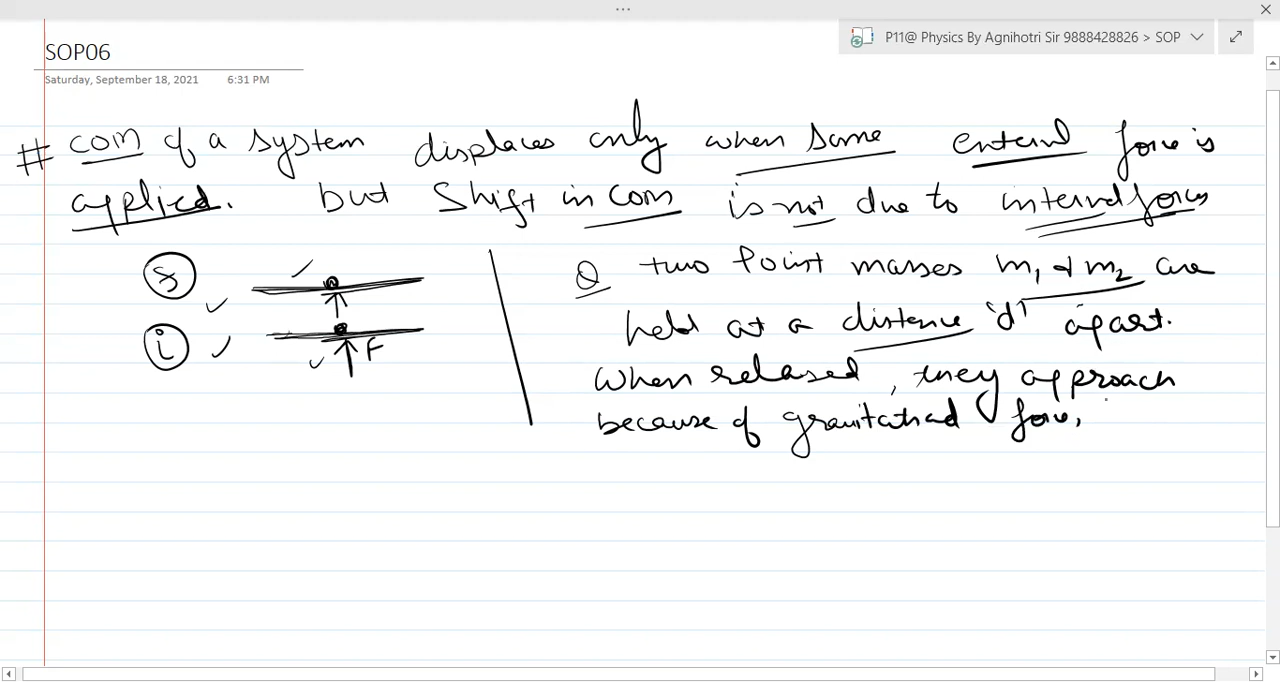 P11@ Physics By Agnihotri Sir 9888428826 > SOP
SOP06
Saturday, September 18, 2021 6:31 PM
# COM of a system displaces only when some external force is
applied. but shift in COM is not due to internal forces
f
i F
Q two point masses m₁ & m₂ are
held at a distance 'd' apart.
When released, they approach
because of gravitational force,